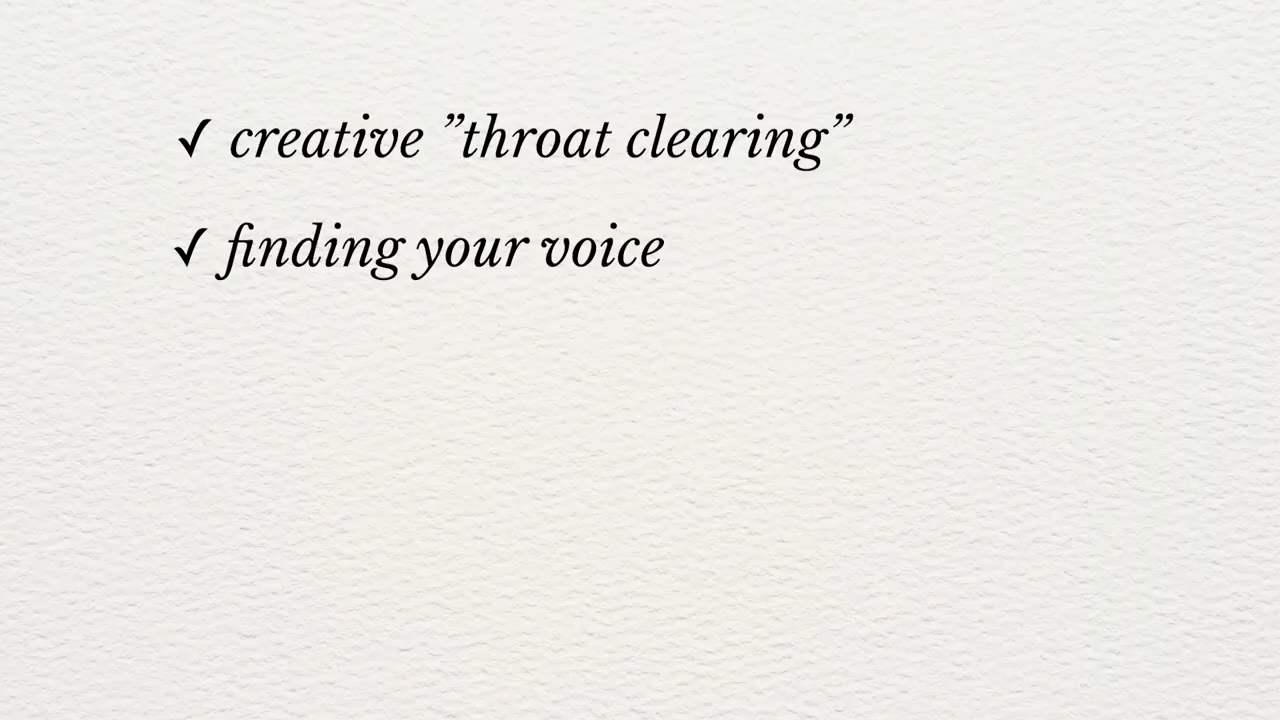 ✓ creative ”throat clearing”
✓ finding your voice